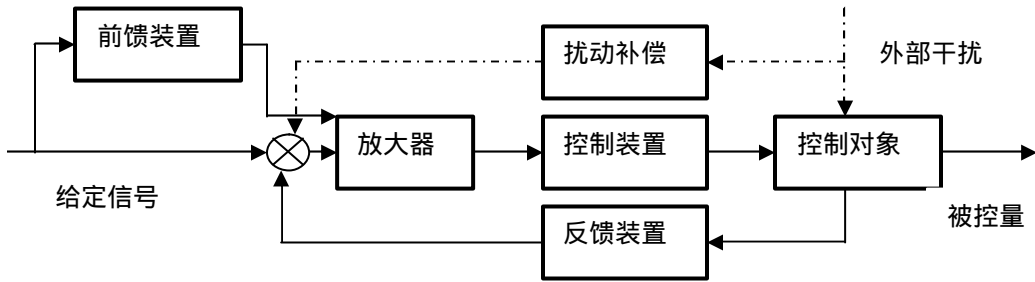 前馈装置
扰动补偿
外部干扰
放大器
控制装置
控制对象
给定信号
反馈装置
被控量